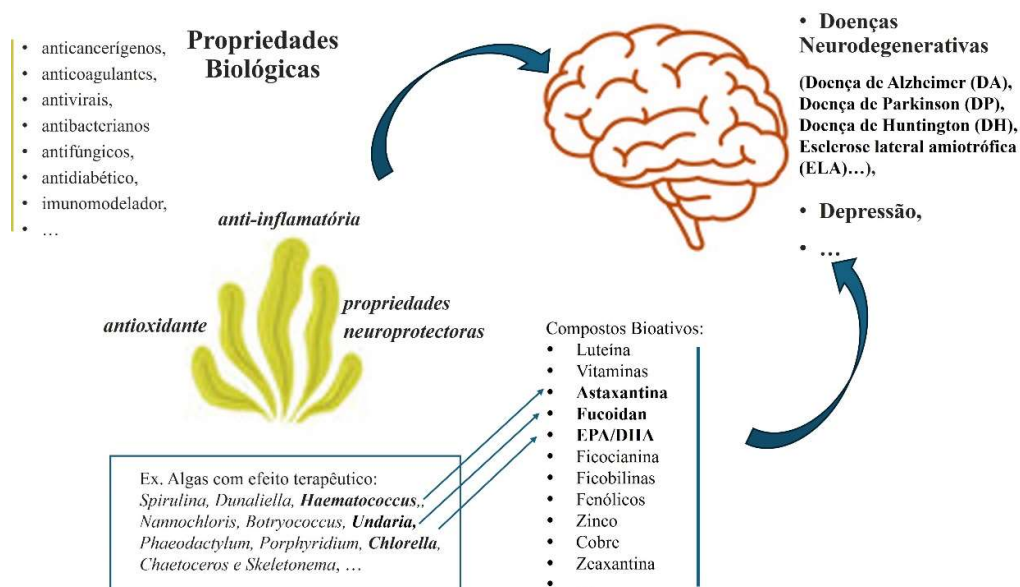 Propriedades
Biológicas
• anticancerígenos,
• anticoagulantes,
• antivirais,
• antibacterianos
• antifúngicos,
• antidiabético,
• imunomodelador,
• …
anti-inflamatória
antioxidante
propriedades
neuroprotectoras
• Doenças
Neurodegenerativas
(Doença de Alzheimer (DA),
Doença de Parkinson (DP),
Doença de Huntington (DH),
Esclerose lateral amiotrófica
(ELA)…),
• Depressão,
• …
Compostos Bioativos:
• Luteína
• Vitaminas
• Astaxantina
• Fucoidan
• EPA/DHA
• Ficocianina
• Ficobilinas
• Fenólicos
• Zinco
• Cobre
• Zeaxantina
•
Ex. Algas com efeito terapêutico:
Spirulina, Dunaliella, Haematococcus,,
Nannochloris, Botryococcus, Undaria,
Phaeodactylum, Porphyridium, Chlorella,
Chaetoceros e Skeletonema, …